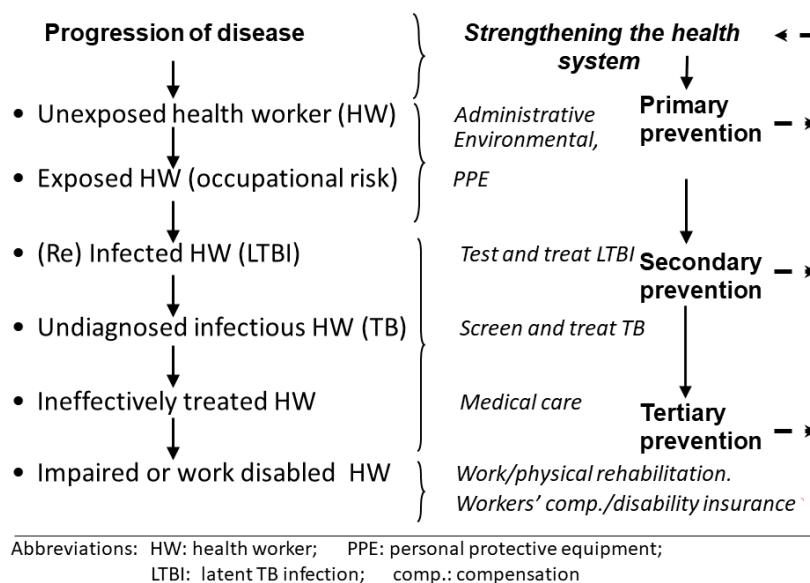 Progression of disease
Strengthening the health
system
• Unexposed health worker (HW)
Administrative
Environmental,
Primary
prevention
• Exposed HW (occupational risk)
PPE
• (Re) Infected HW (LTBI)
Test and treat LTBI
Secondary
prevention
• Undiagnosed infectious HW (TB)
Screen and treat TB
• Ineffectively treated HW
Medical care
Tertiary
prevention
• Impaired or work disabled HW
Work/physical rehabilitation.
Workers' comp./disability insurance
Abbreviations: HW: health worker; PPE: personal protective equipment;
LTBI: latent TB infection; comp.: compensation